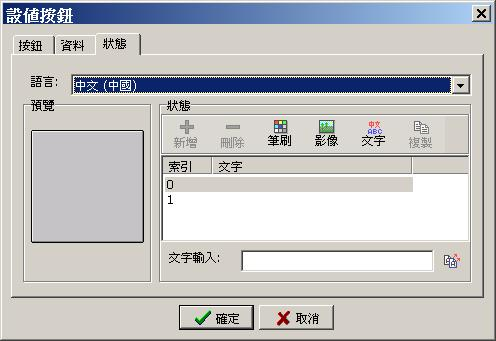 設值按鈕
按鈕 資料 狀態
語言: 中文 (中國)
預覽
狀態
新增 刪除 筆刷 影像 中文 ABC 文字 複製
索引 文字
0
1
文字輸入:
確定 取消